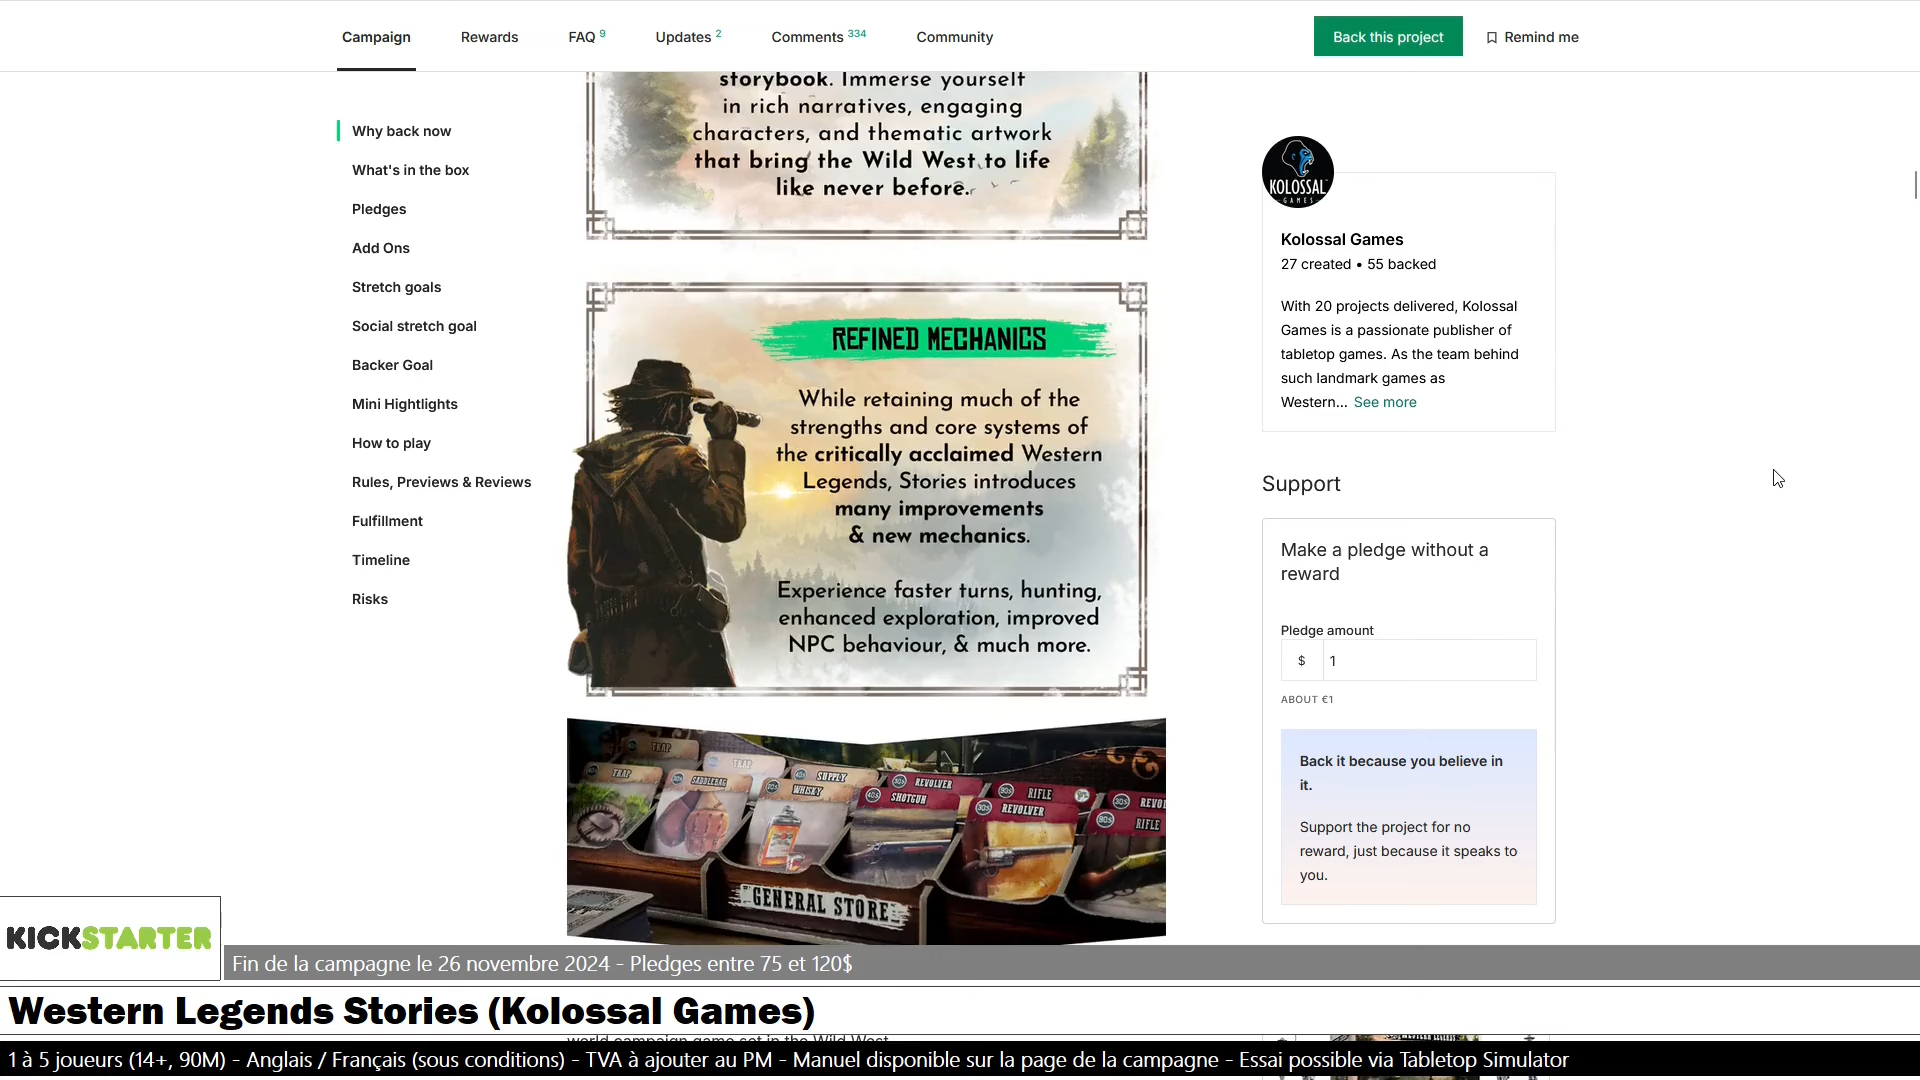 Campaign
Rewards
FAQ 9
Updates 2
Comments 334
Community
Back this project
Remind me
Why back now
What's in the box
Pledges
Add Ons
Stretch goals
Social stretch goal
Backer Goal
Mini Hightlights
How to play
Rules, Previews & Reviews
Fulfillment
Timeline
Risks
storybook. Immerse yourself
in rich narratives, engaging
characters, and thematic artwork
that bring the Wild West to life
like never before.
REFINED MECHANICS
While retaining much of the
strengths and core systems of
the critically acclaimed Western
Legends, Stories introduces
many improvements
& new mechanics.
Experience faster turns, hunting,
enhanced exploration, improved
NPC behaviour, & much more.
TRAP
TRAP
TRAP
SADDLEBAG
SUPPLY
WHISKY
REVOLVER
SHOTGUN
RIFLE
REVOLVER
RIFLE
GENERAL STORE
KOLOSSAL
GAMES
Kolossal Games
27 created • 55 backed
With 20 projects delivered, Kolossal
Games is a passionate publisher of
tabletop games. As the team behind
such landmark games as
Western... See more
Support
Make a pledge without a
reward
Pledge amount
$ 1
ABOUT €1
Back it because you believe in
it.
Support the project for no
reward, just because it speaks to
you.
KICKSTARTER
Fin de la campagne le 26 novembre 2024 - Pledges entre 75 et 120$
Western Legends Stories (Kolossal Games)
1 à 5 joueurs (14+, 90M) - Anglais / Français (sous conditions) - TVA à ajouter au PM - Manuel disponible sur la page de la campagne - Essai possible via Tabletop Simulator